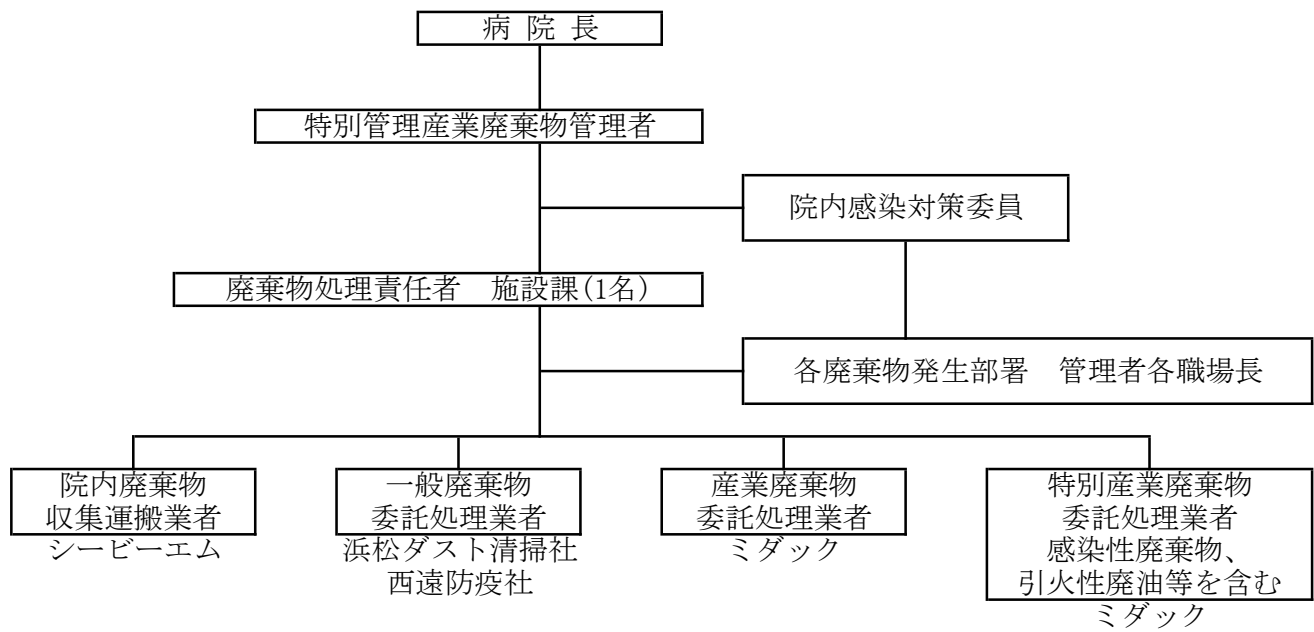 病 院 長
特別管理産業廃棄物管理者
院内感染対策委員
廃棄物処理責任者　施設課(1名)
各廃棄物発生部署　管理者各職場長
院内廃棄物
収集運搬業者
シービーエム
一般廃棄物
委託処理業者
浜松ダスト清掃社
西遠防疫社
産業廃棄物
委託処理業者
ミダック
特別産業廃棄物
委託処理業者
感染性廃棄物、
引火性廃油等を含む
ミダック